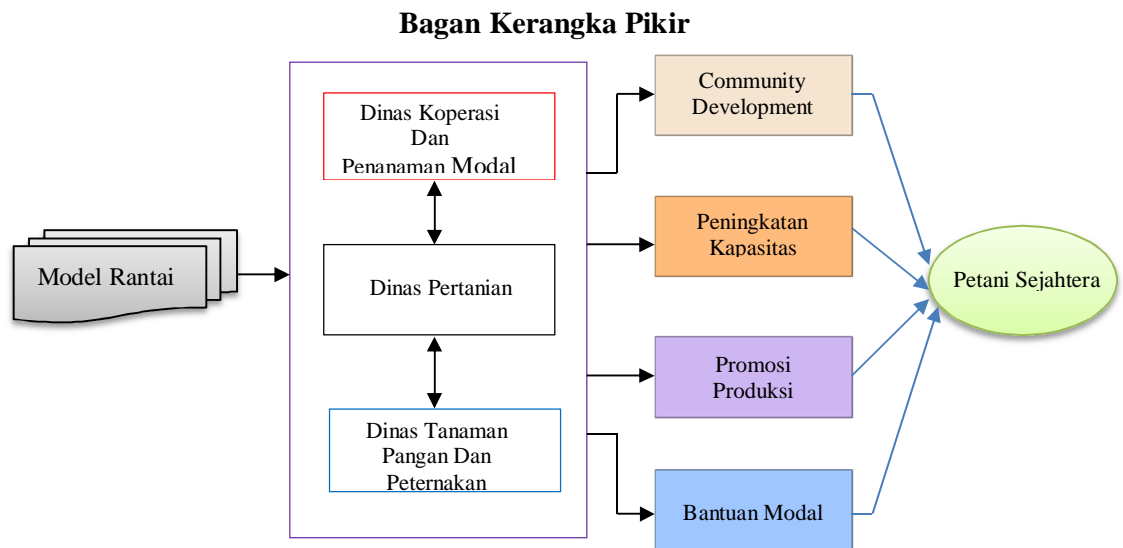 Bagan Kerangka Pikir
Model Rantai
Dinas Koperasi
Dan
Penanaman Modal
Dinas Pertanian
Dinas Tanaman
Pangan Dan
Peternakan
Community
Development
Peningkatan
Kapasitas
Promosi
Produksi
Bantuan Modal
Petani Sejahtera